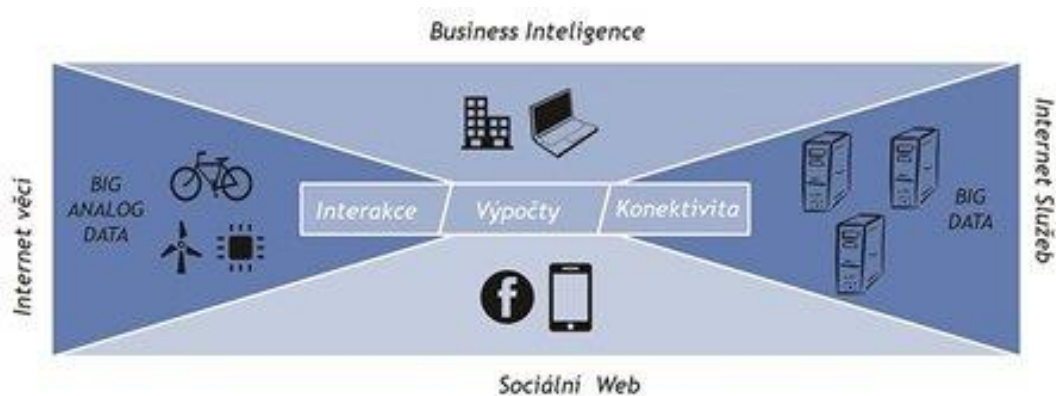 Business Inteligence
Internet věcí
BIG
ANALOG
DATA
Interakce
Výpočty
Konektivita
BIG
DATA
Internet Služeb
Sociální Web